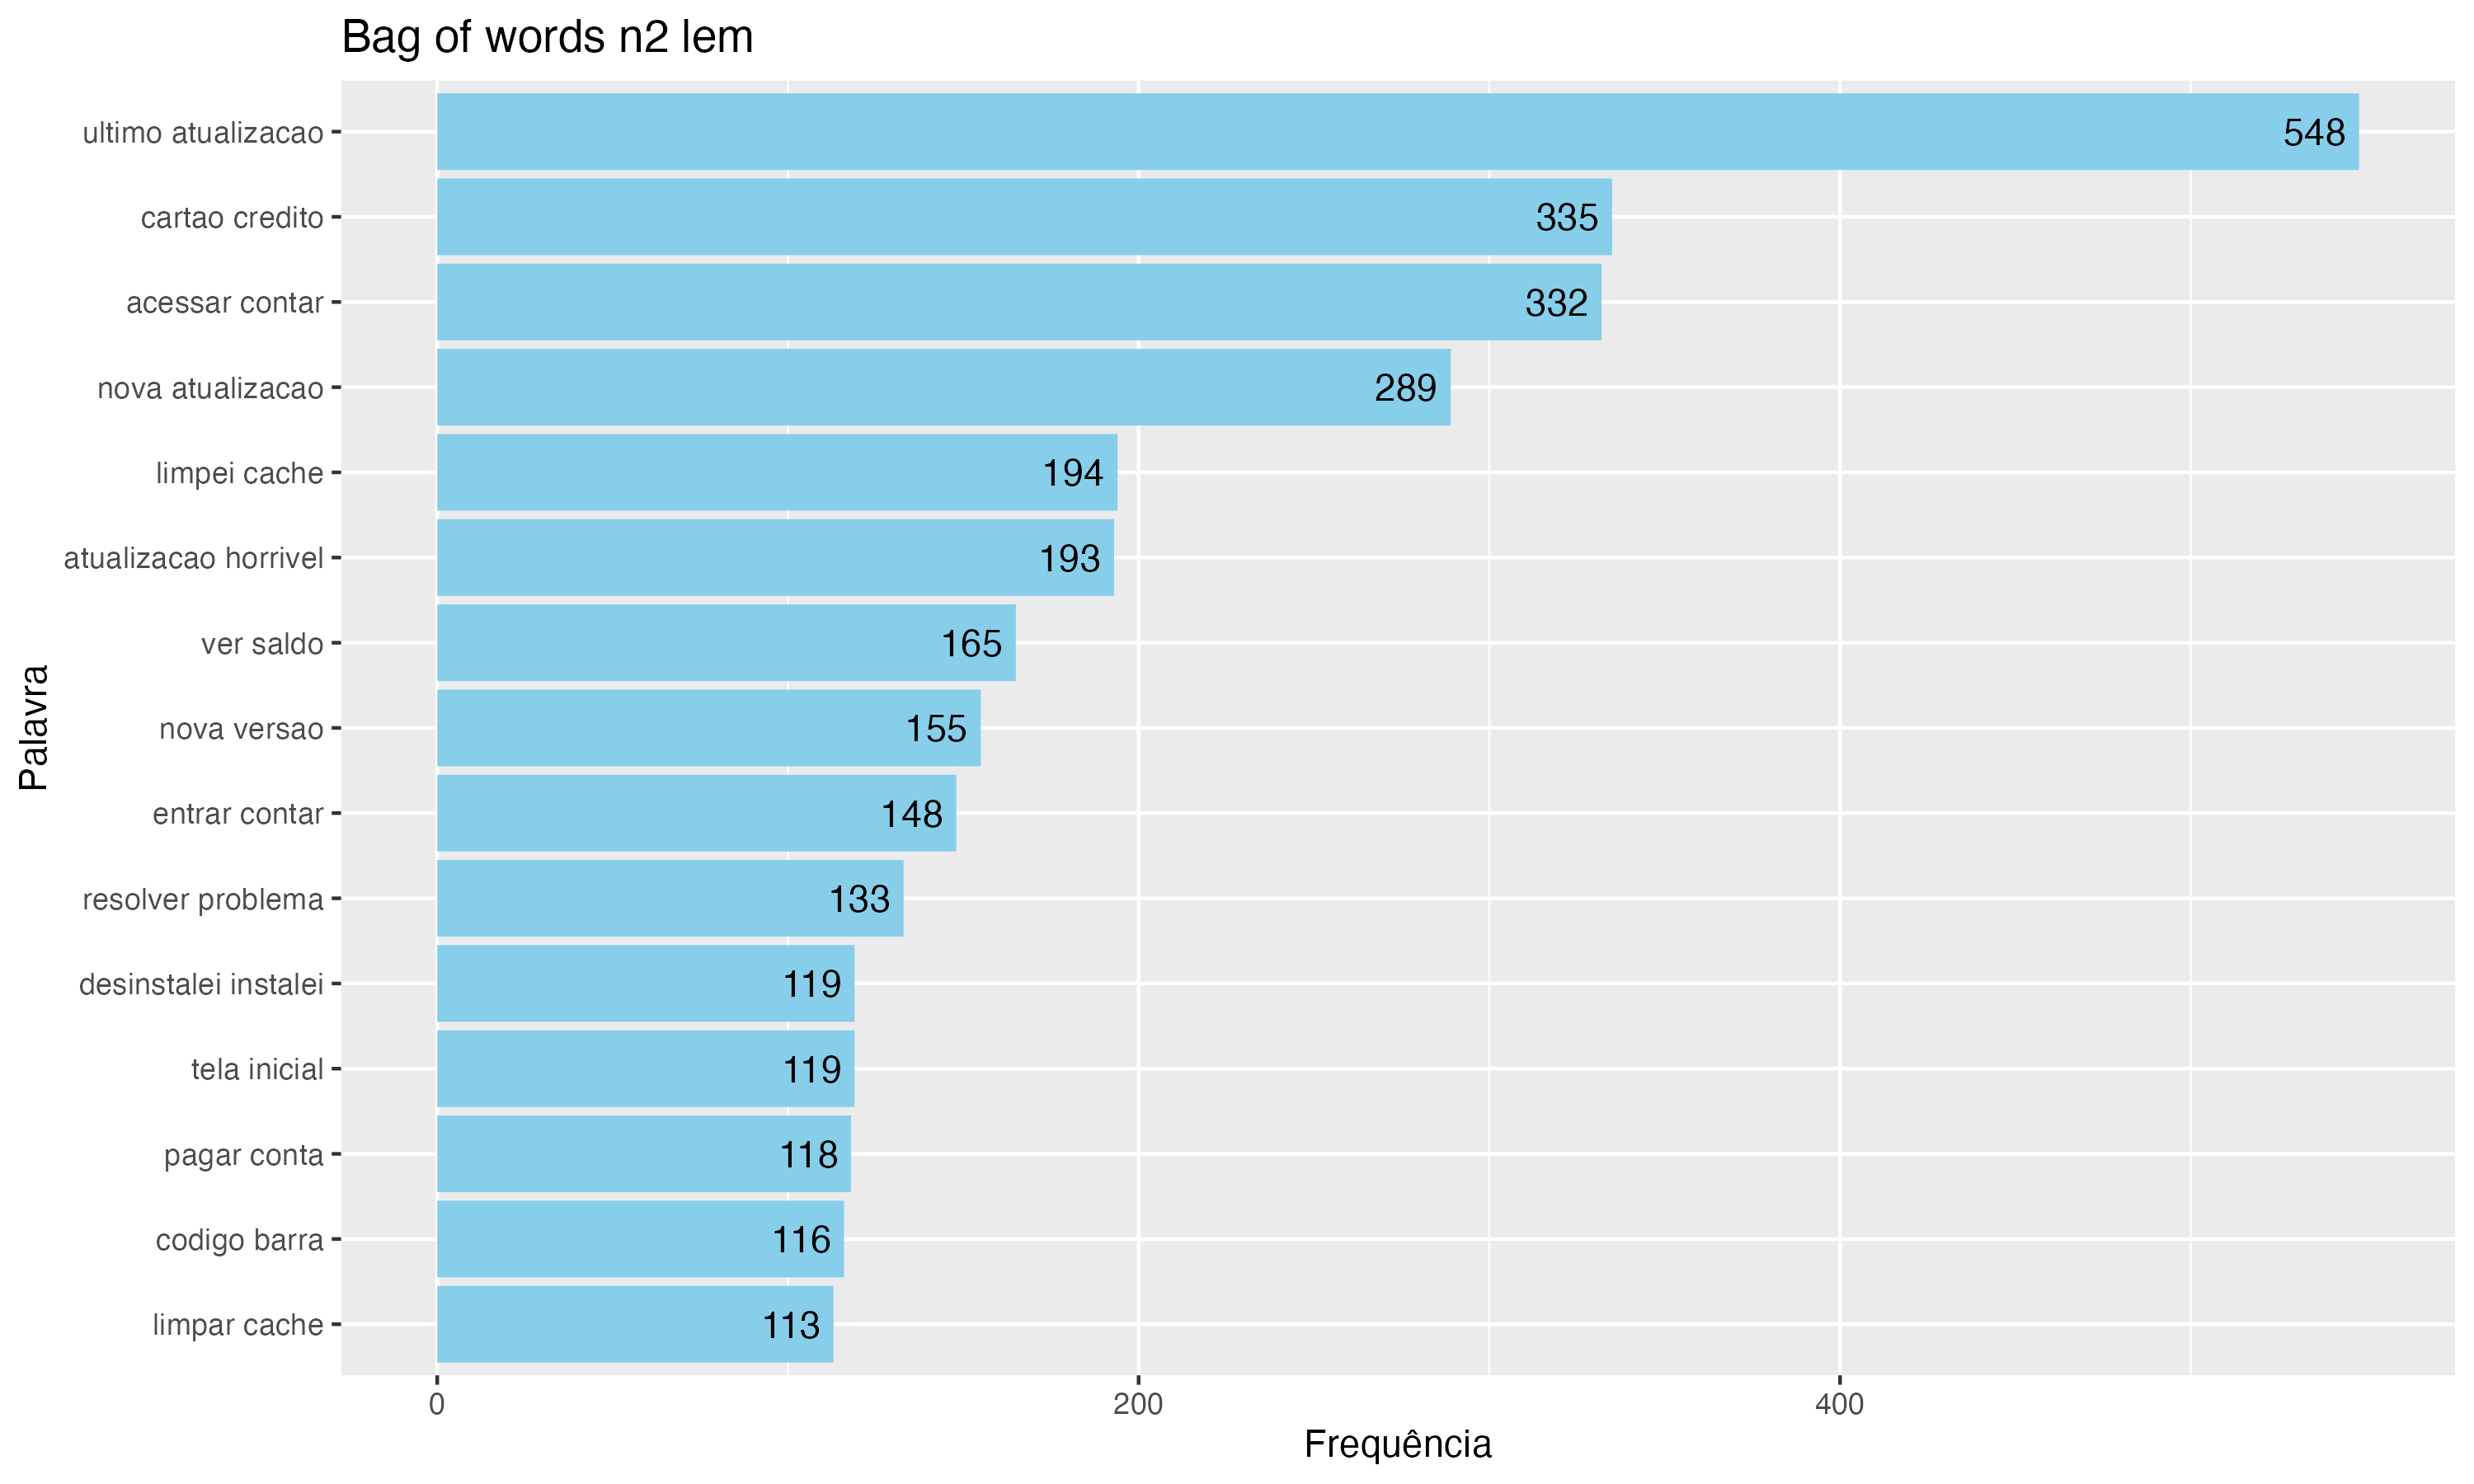 Bag of words n2 lem
ultimo atualizacao 548
cartao credito 335
acessar contar 332
nova atualizacao 289
limpei cache 194
atualizacao horrivel 193
ver saldo 165
nova versao 155
entrar contar 148
resolver problema 133
desinstalei instalei 119
tela inicial 119
pagar conta 118
codigo barra 116
limpar cache 113
Palavra
0 200 400
Frequência